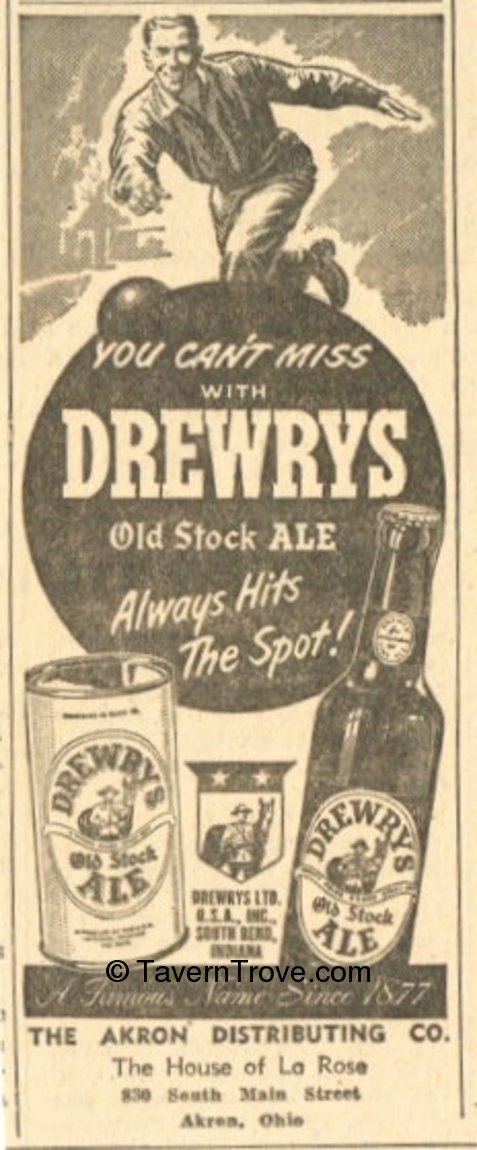 YOU CAN'T MISS
WITH
DREWRYS
Old Stock ALE
Always Hits
The Spot!
DREWRYS
Old Stock
ALE
DREWRYS
Old Stock
ALE
DREWRYS LTD.
U.S.A., INC.,
SOUTH BEND,
INDIANA
© TavernTrove.com
A Famous Name Since 1877
THE AKRON DISTRIBUTING CO.
The House of La Rose
830 South Main Street
Akron, Ohio